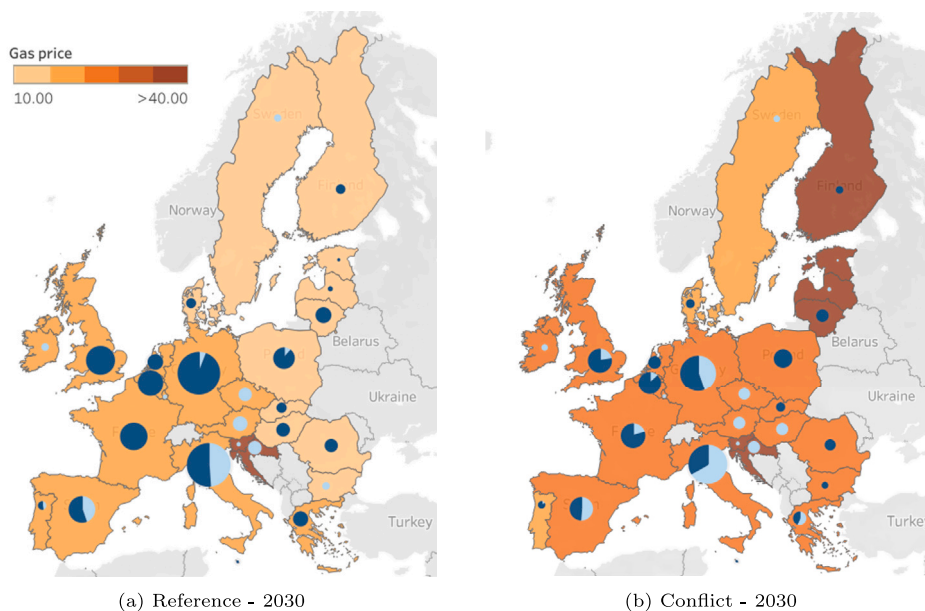 Gas price
10.00 >40.00
Sweden
Finland
Norway
Belarus
Poland
Ukraine
Turkey
Sweden
Finland
Norway
Belarus
Poland
Germany
Ukraine
France
Turkey
(a) Reference - 2030
(b) Conflict - 2030